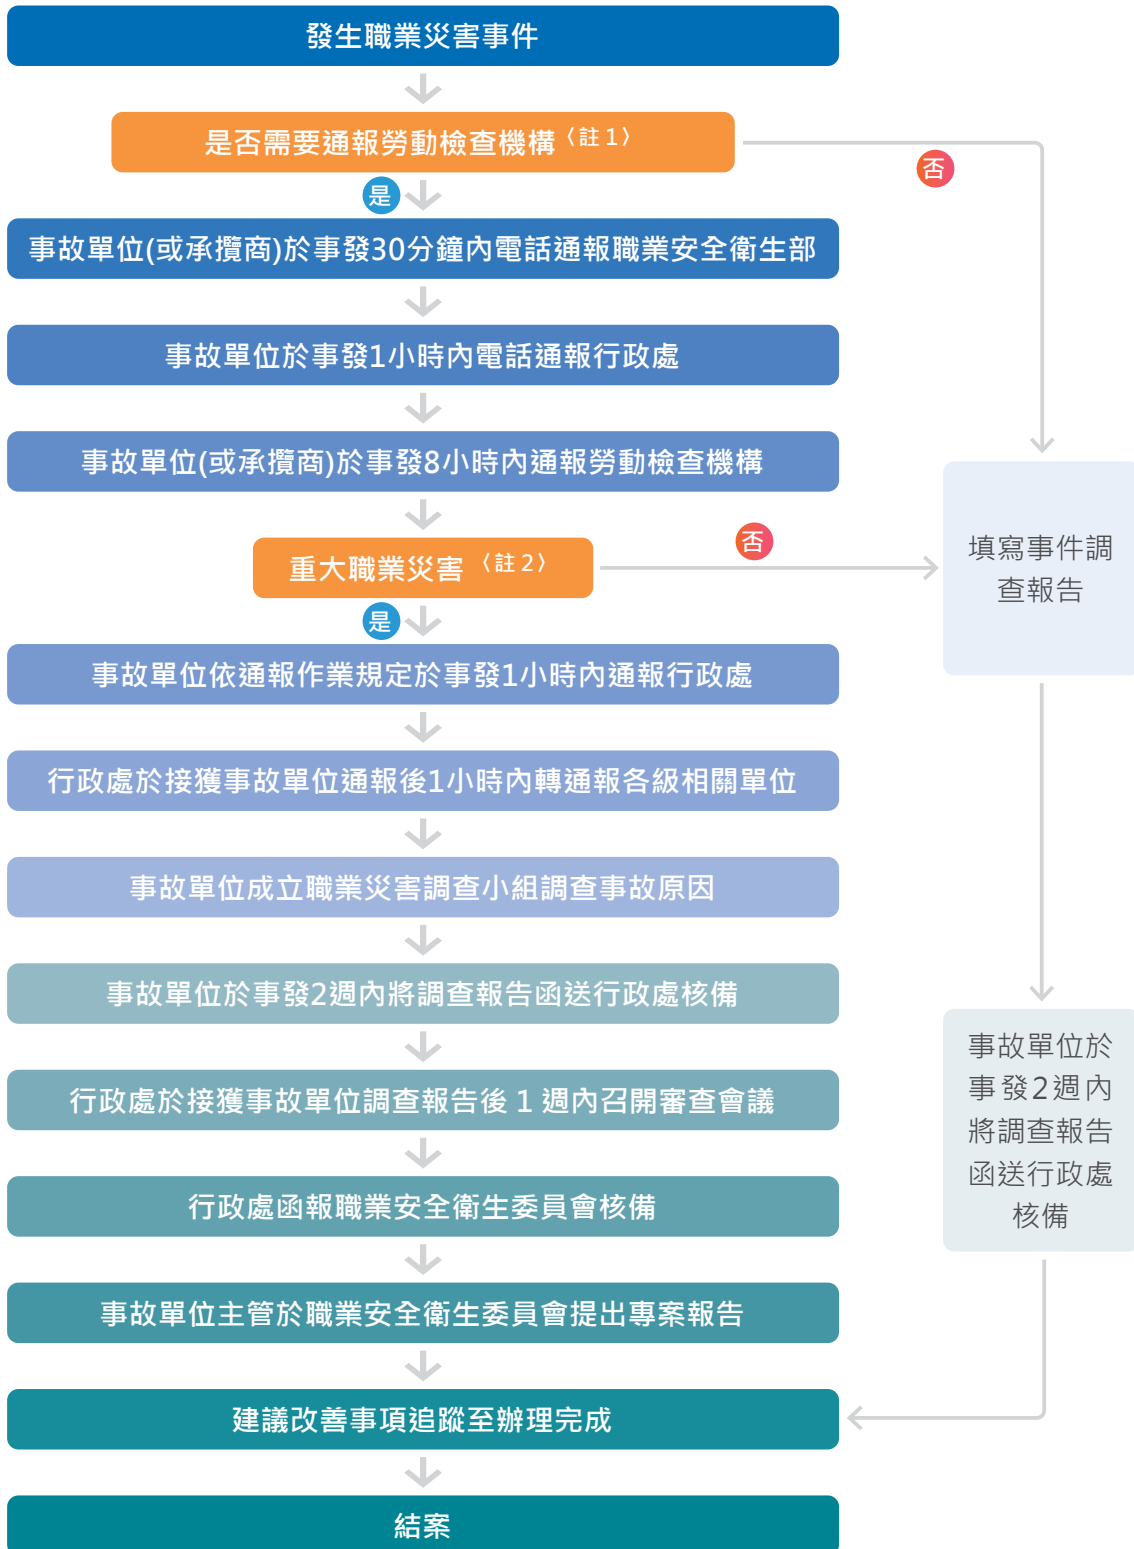 發生職業災害事件
是否需要通報勞動檢查機構〈註1〉
否
是
事故單位(或承攬商)於事發30分鐘內電話通報職業安全衛生部
事故單位於事發1小時內電話通報行政處
事故單位(或承攬商)於事發8小時內通報勞動檢查機構
重大職業災害〈註2〉
否
是
填寫事件調
查報告
事故單位依通報作業規定於事發1小時內通報行政處
行政處於接獲事故單位通報後1小時內轉通報各級相關單位
事故單位成立職業災害調查小組調查事故原因
事故單位於事發2週內將調查報告函送行政處核備
行政處於接獲事故單位調查報告後 1 週內召開審查會議
行政處函報職業安全衛生委員會核備
事故單位主管於職業安全衛生委員會提出專案報告
事故單位於
事發2週內
將調查報告
函送行政處
核備
建議改善事項追蹤至辦理完成
結案